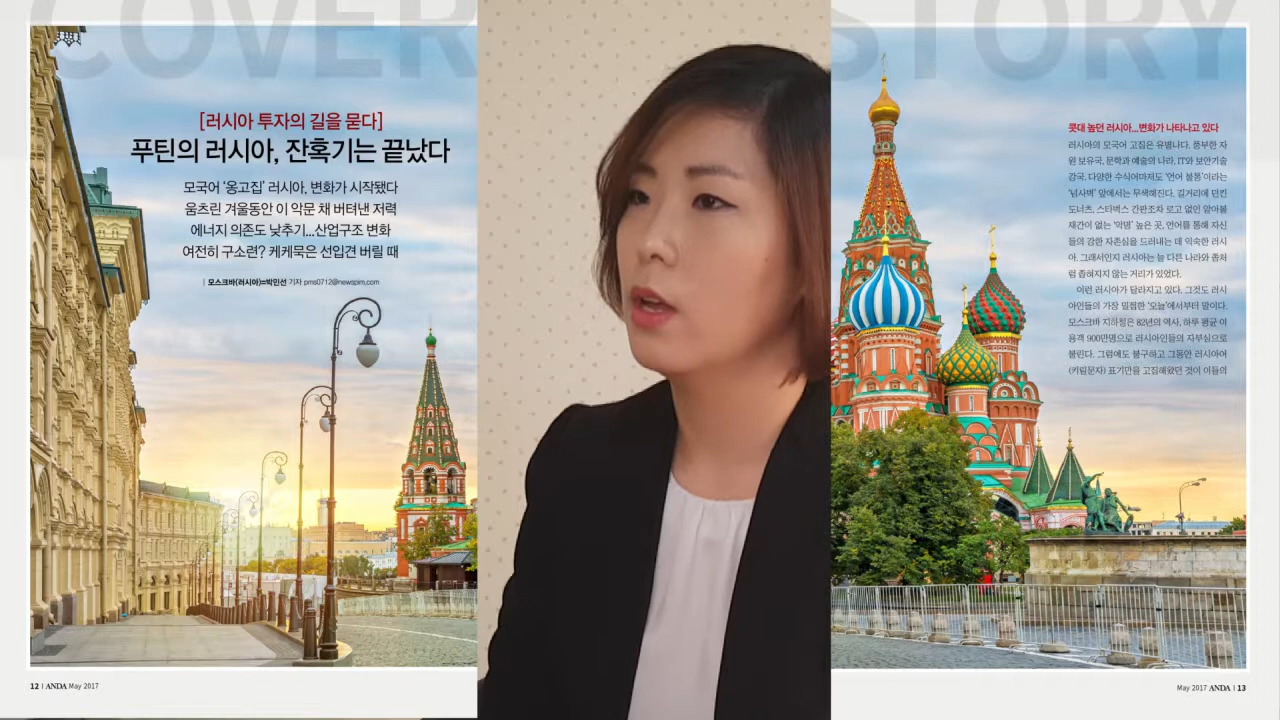 COVER STORY
[러시아 투자의 길을 묻다]
푸틴의 러시아, 잔혹기는 끝났다
모국어 '옹고집' 러시아, 변화가 시작됐다
움츠린 겨울동안 이 악문 채 버텨낸 저력
에너지 의존도 낮추기...산업구조 변화
여전히 구소련? 케케묵은 선입견 버릴 때
| 모스크바(러시아)=박민선 기자 pms0712@newspim.com
12 | ANDA May 2017
콧대 높던 러시아...변화가 나타나고 있다
러시아의 모국어 고집은 유별나다. 풍부한 자
원 보유국, 문학과 예술의 나라, IT와 보안기술
강국. 다양한 수식어마저도 '언어 불통'이라는
'넘사벽' 앞에서는 무색해진다. 길거리에 던킨
도너츠, 스타벅스 간판조차 로고 없인 알아볼
재간이 없는 '악명' 높은 곳, 언어를 통해 자신
들의 강한 자존심을 드러내는 데 익숙한 러시
아. 그래서인지 러시아는 늘 다른 나라와 좀처
럼 좁혀지지 않는 거리가 있었다.
이런 러시아가 달라지고 있다. 그것도 러시
아인들의 가장 밀접한 '오늘'에서부터 말이다.
모스크바 지하철은 82년의 역사, 하루 평균 이
용객 900만명으로 러시아인들의 자부심으로
불린다. 그럼에도 불구하고 그동안 러시아어
(키릴문자) 표기만을 고집해왔던 것이 이들의
May 2017 ANDA | 13